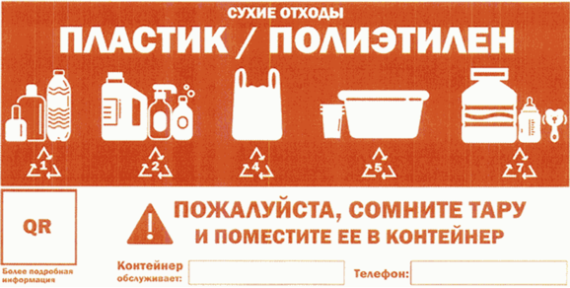 СУХИЕ ОТХОДЫ
ПЛАСТИК / ПОЛИЭТИЛЕН
1 2 4 5 7
QR
ПОЖАЛУЙСТА, СОМНИТЕ ТАРУ
И ПОМЕСТИТЕ ЕЕ В КОНТЕЙНЕР
Более подробная
информация
Контейнер
обслуживает:
Телефон: